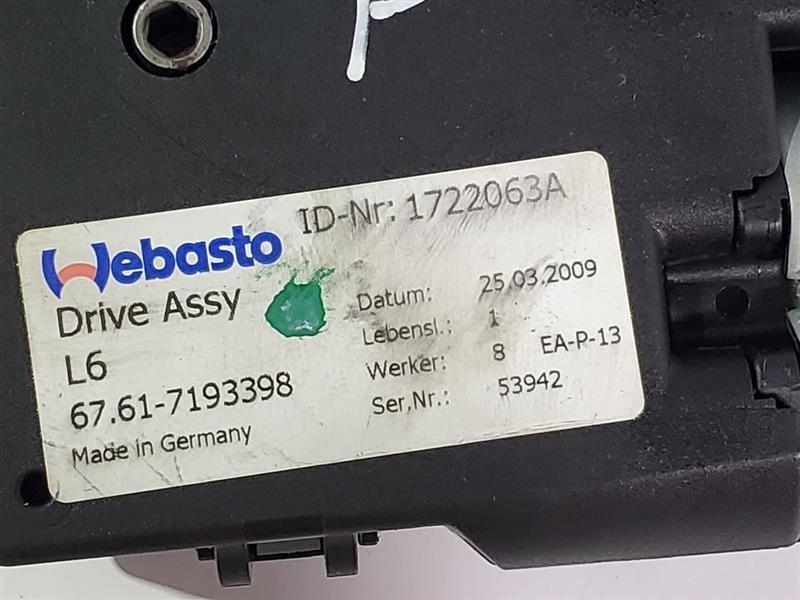 Webasto
ID-Nr: 1722063A
Drive Assy
L6
67.61-7193398
Made in Germany
Datum: 25.03.2009
Lebensl.: 1
Werker: 8 EA-P-13
Ser.Nr.: 53942